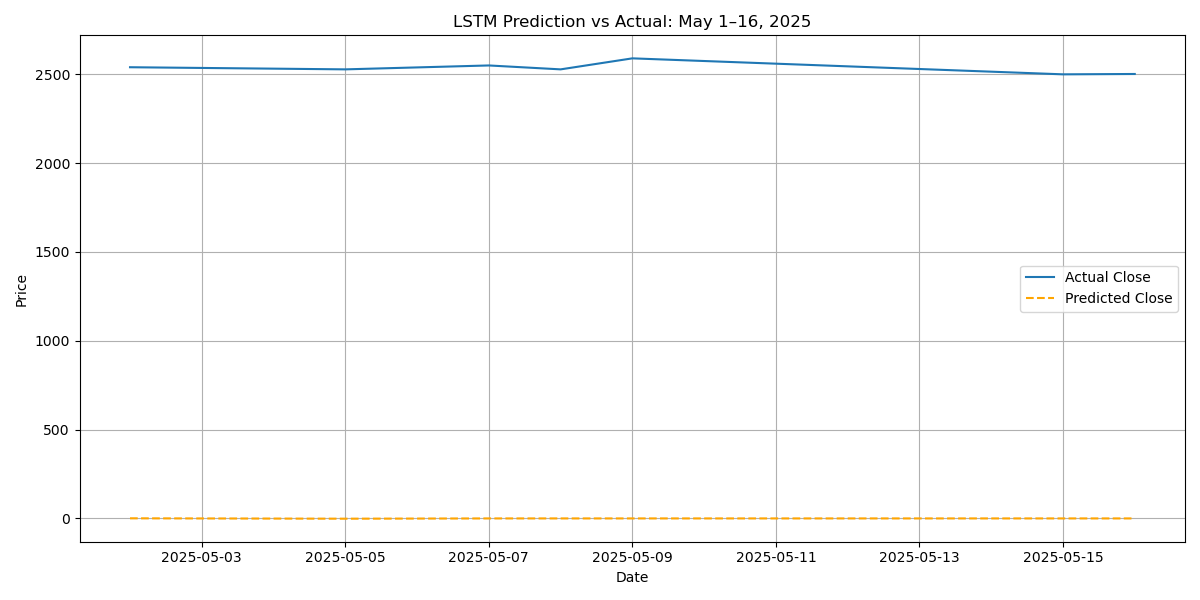 LSTM Prediction vs Actual: May 1–16, 2025
2500
2000
1500
1000
500
0
Price
Actual Close
Predicted Close
2025-05-03
2025-05-05
2025-05-07
2025-05-09
2025-05-11
2025-05-13
2025-05-15
Date